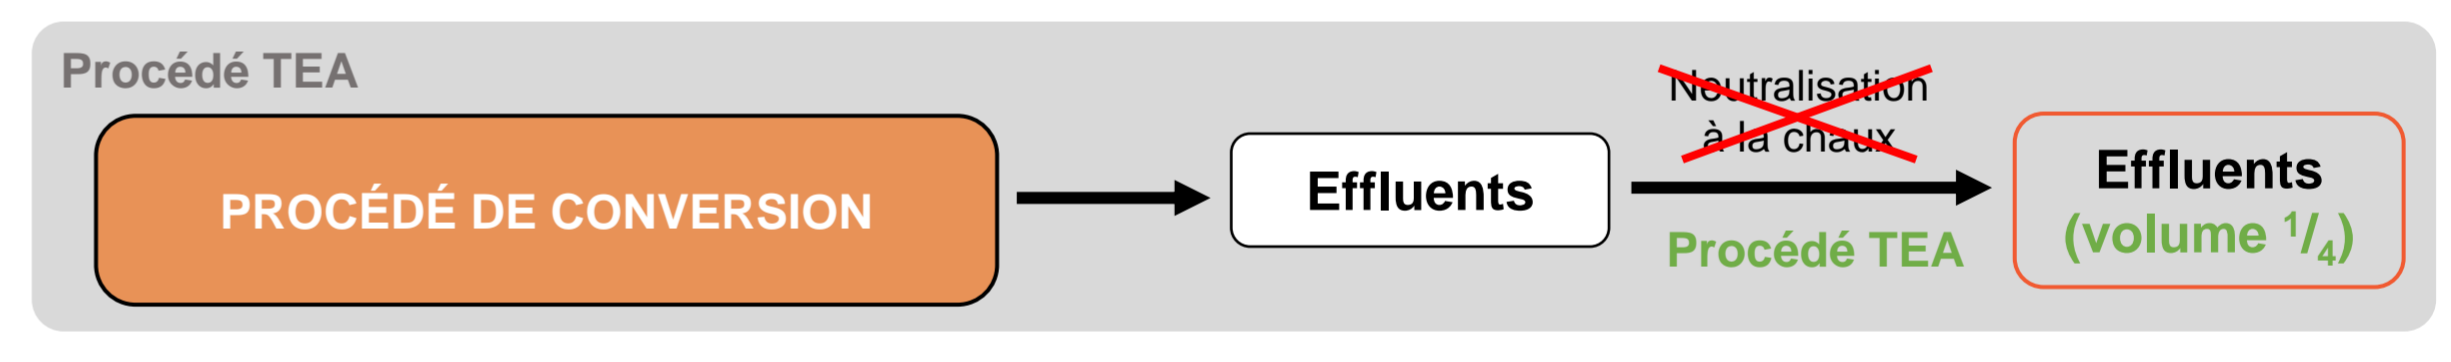 Procédé TEA
PROCÉDÉ DE CONVERSION
Effluents
Neutralisation
à la chaux
Procédé TEA
Effluents
(volume 1/4)